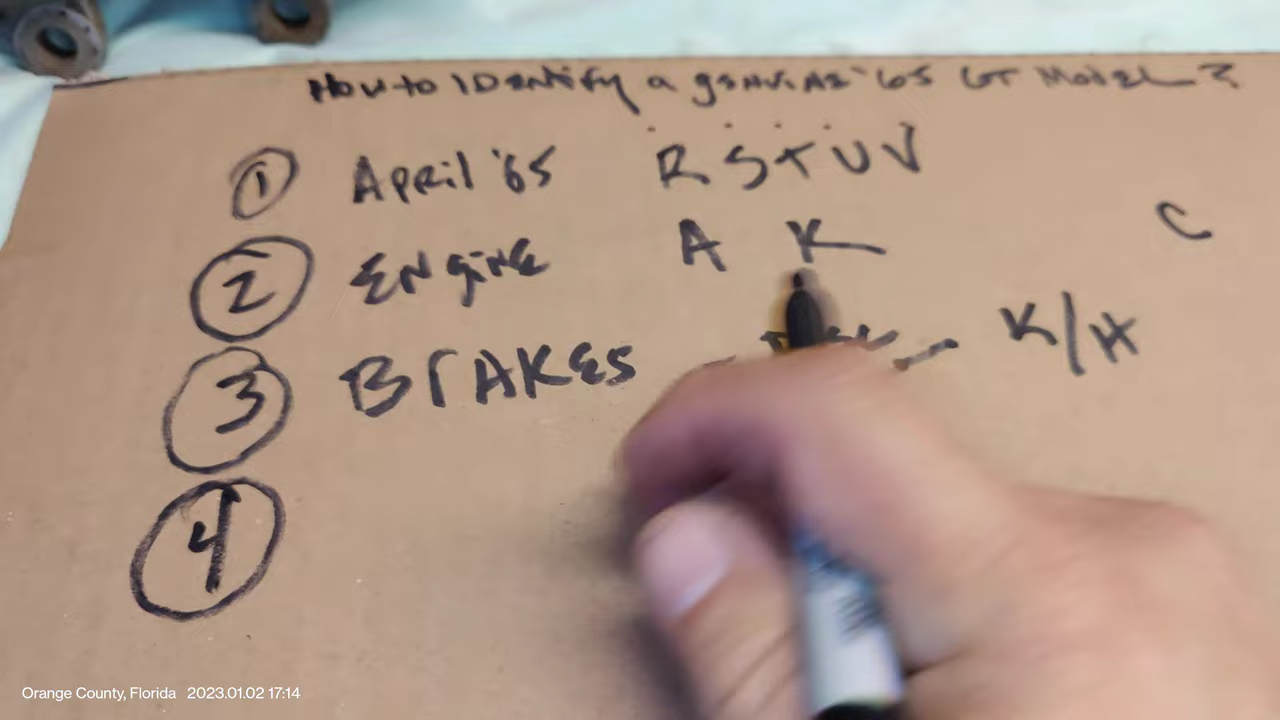 How to Identify a genuine '65 GT Model?
① April '65 R S T U V
② ENGINE A K C
③ BrAKES - DISK - K/H
④
Orange County, Florida 2023.01.02 17:14